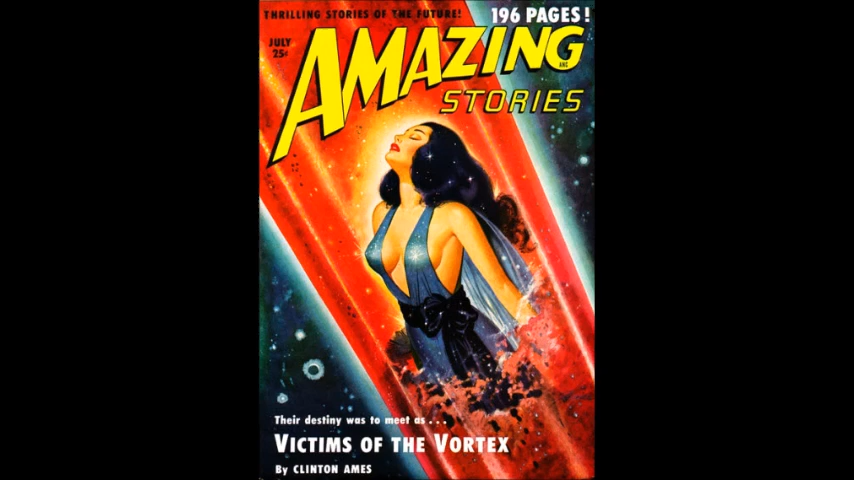 THRILLING STORIES OF THE FUTURE!
196 PAGES!
JULY
25¢
AMAZING
STORIES
Their destiny was to meet as . . .
VICTIMS OF THE VORTEX
By CLINTON AMES